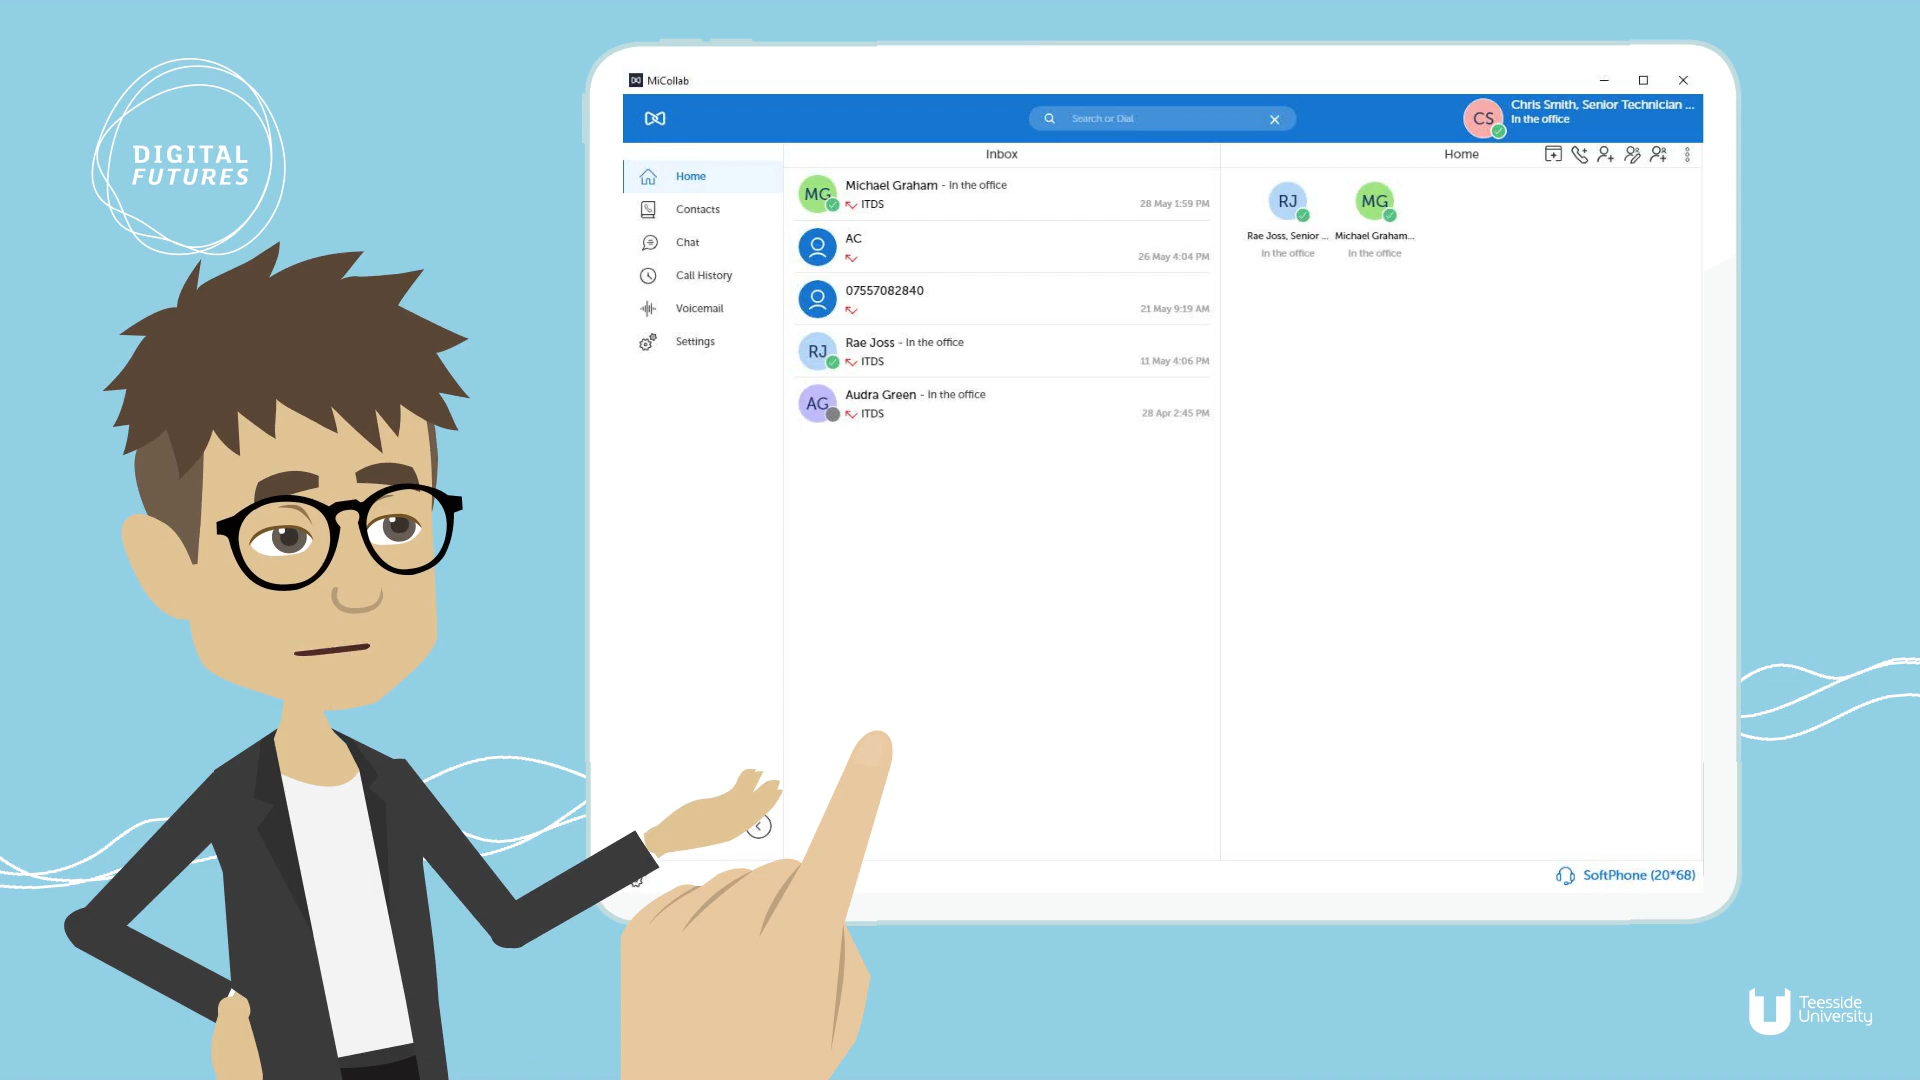 DIGITAL
FUTURES
MiCollab
Search or Dial
CS
Chris Smith, Senior Technician ...
In the office
Home
Contacts
Chat
Call History
Voicemail
Settings
Inbox
MG
Michael Graham - In the office
ITDS
28 May 1:59 PM
AC
26 May 4:04 PM
07557082840
21 May 9:19 AM
RJ
Rae Joss - In the office
ITDS
11 May 4:06 PM
AG
Audra Green - In the office
ITDS
28 Apr 2:45 PM
Home
RJ
Rae Joss, Senior ...
In the office
MG
Michael Graham...
In the office
SoftPhone (20*68)
Teesside
University